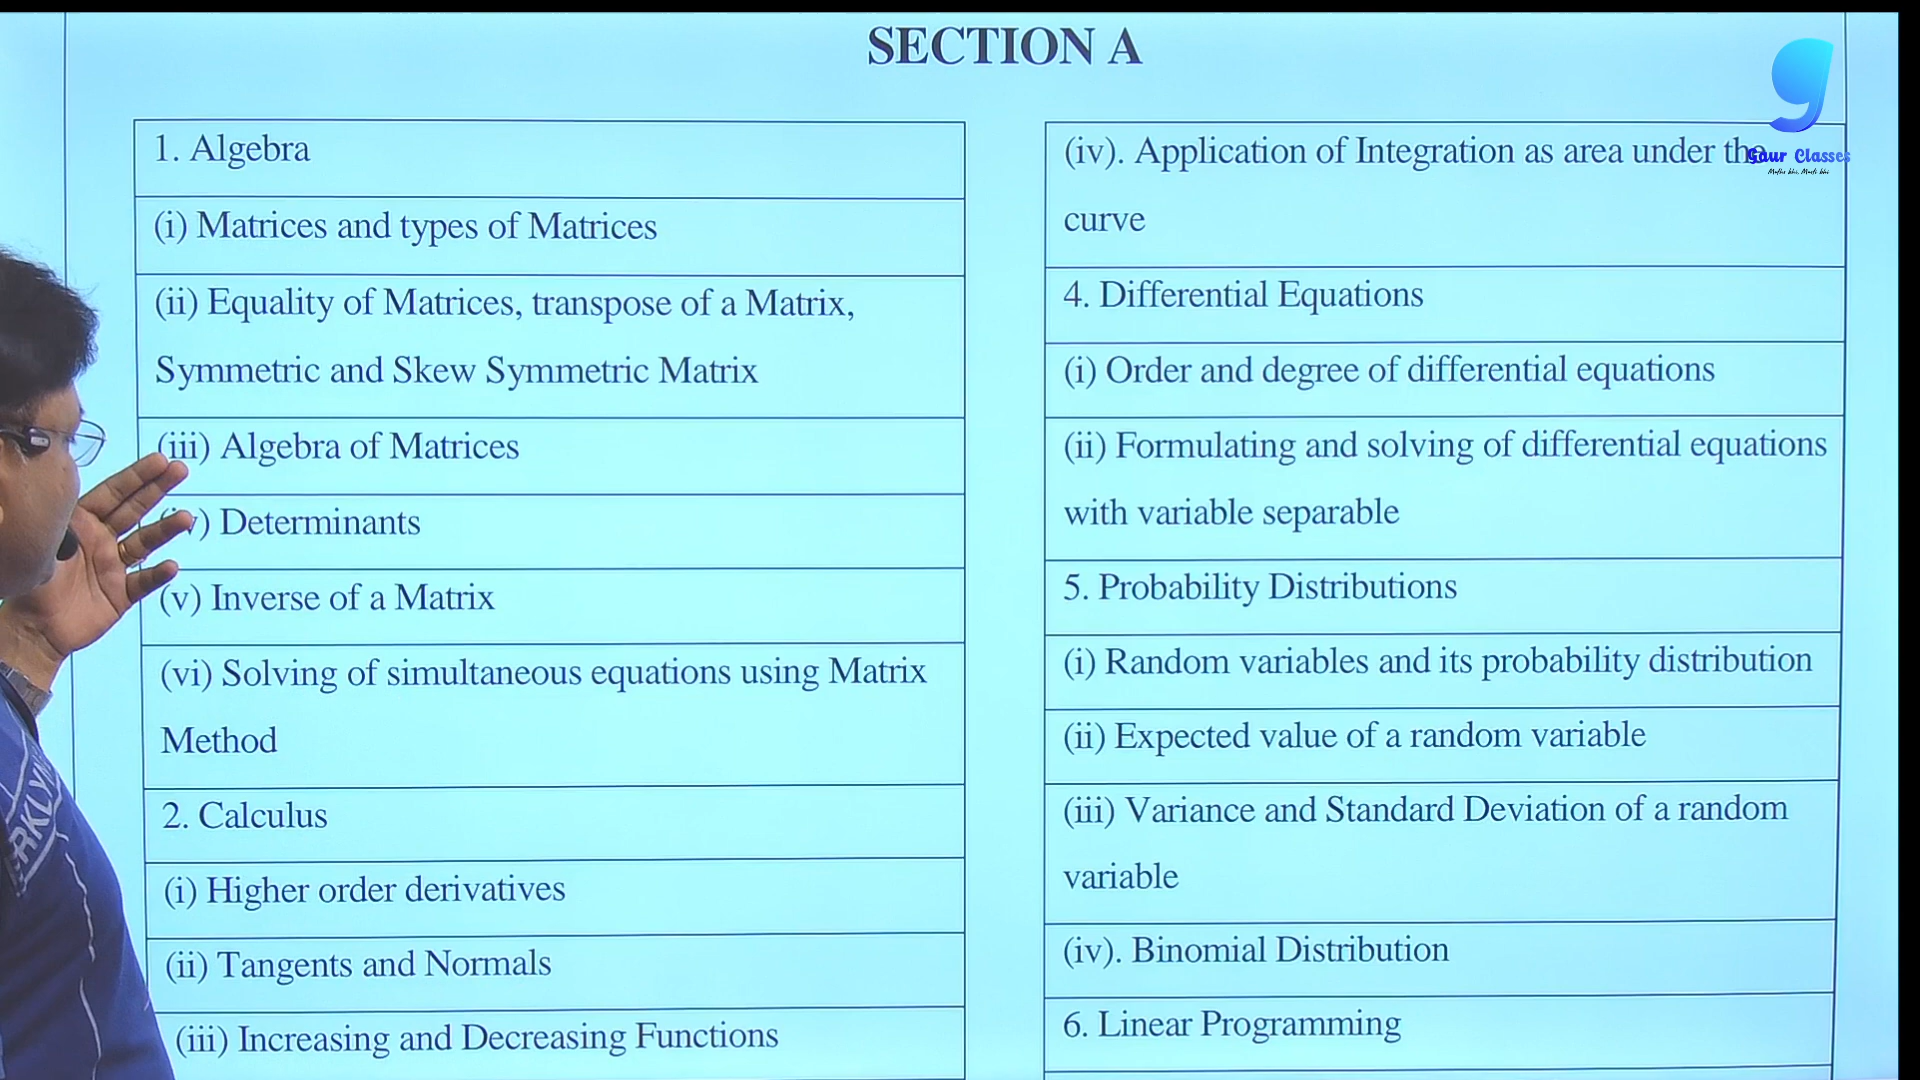 SECTION A
1. Algebra
(i) Matrices and types of Matrices
(ii) Equality of Matrices, transpose of a Matrix,
Symmetric and Skew Symmetric Matrix
(iii) Algebra of Matrices
(iv) Determinants
(v) Inverse of a Matrix
(vi) Solving of simultaneous equations using Matrix
Method
2. Calculus
(i) Higher order derivatives
(ii) Tangents and Normals
(iii) Increasing and Decreasing Functions
(iv). Application of Integration as area under the
curve
4. Differential Equations
(i) Order and degree of differential equations
(ii) Formulating and solving of differential equations
with variable separable
5. Probability Distributions
(i) Random variables and its probability distribution
(ii) Expected value of a random variable
(iii) Variance and Standard Deviation of a random
variable
(iv). Binomial Distribution
6. Linear Programming
Gaur Classes